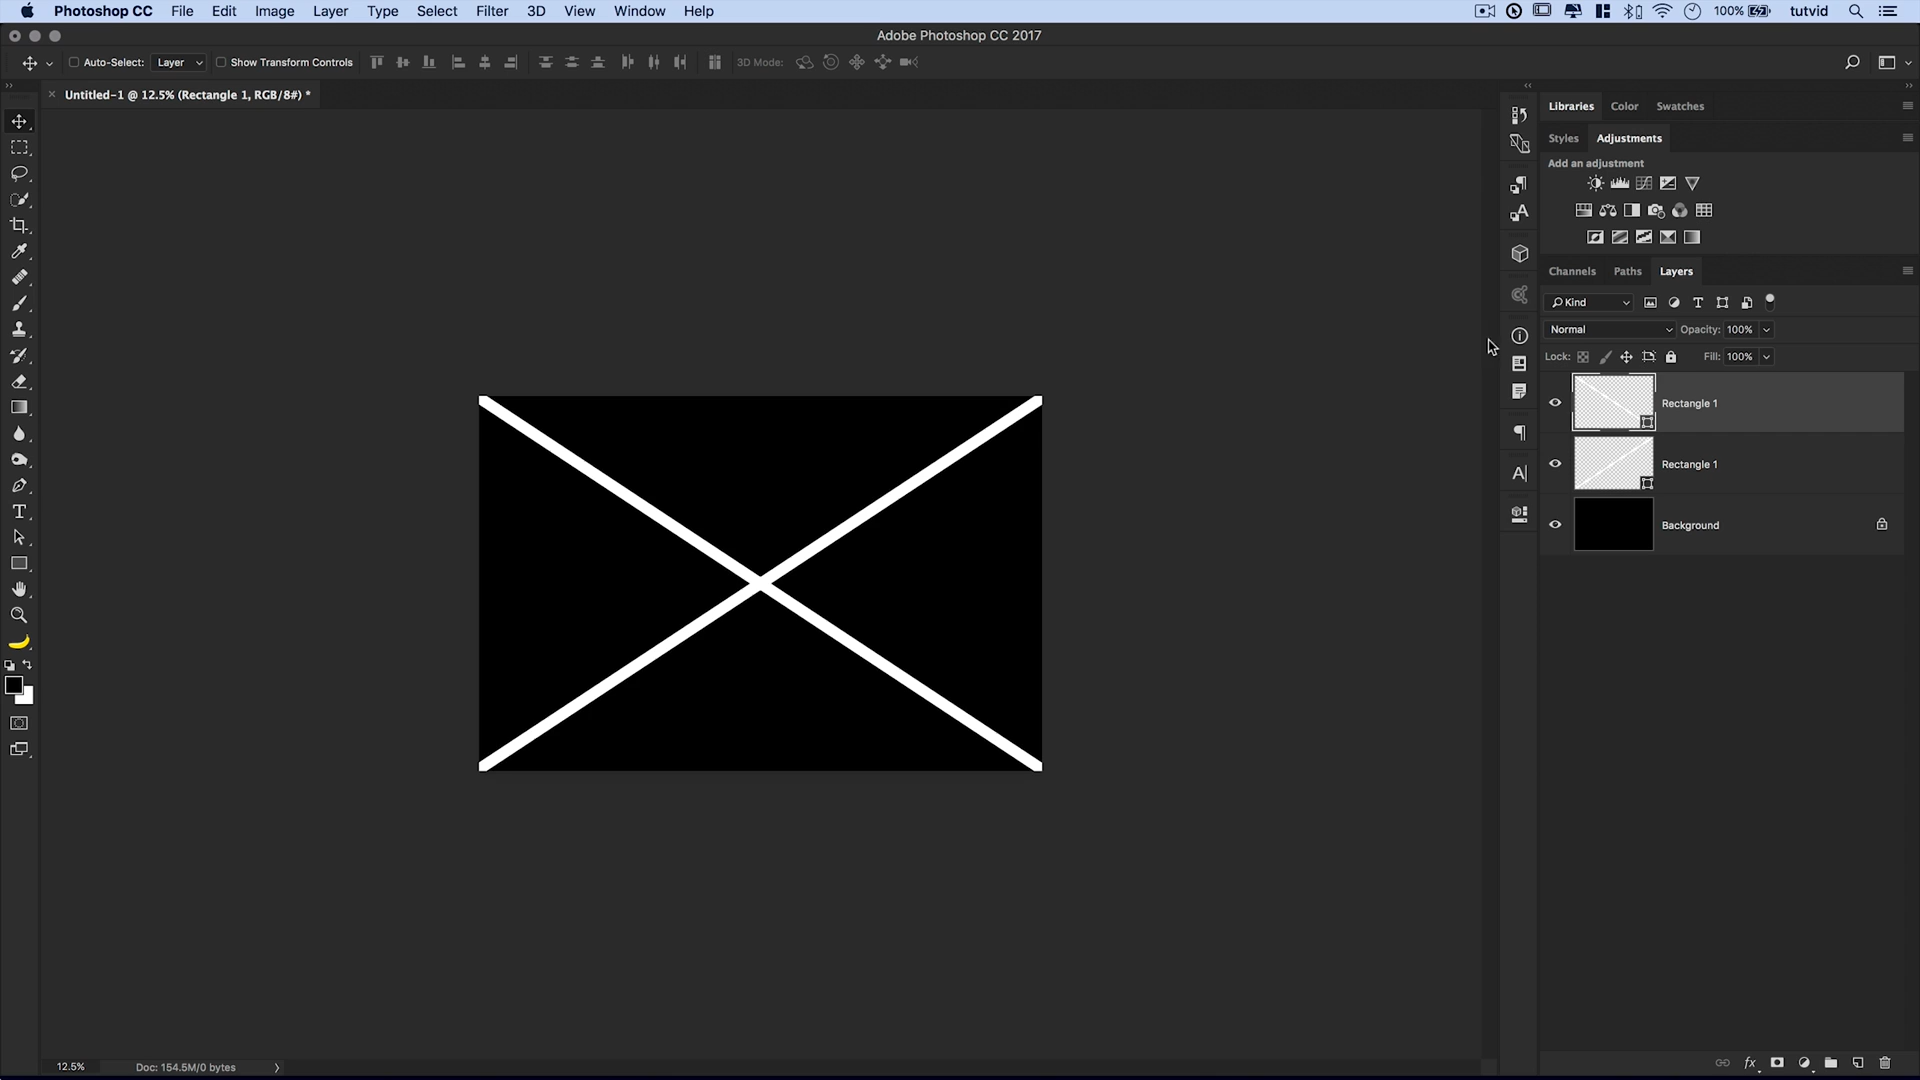 Photoshop CC File Edit Image Layer Type Select Filter 3D View Window Help 100% tutvid
Adobe Photoshop CC 2017
Auto-Select: Layer Show Transform Controls 3D Mode:
× Untitled-1 @ 12.5% (Rectangle 1, RGB/8#) *
Libraries Color Swatches
Styles Adjustments
Add an adjustment
Channels Paths Layers
Kind
Normal Opacity: 100%
Lock: Fill: 100%
Rectangle 1
Rectangle 1
Background
12.5% Doc: 154.5M/0 bytes